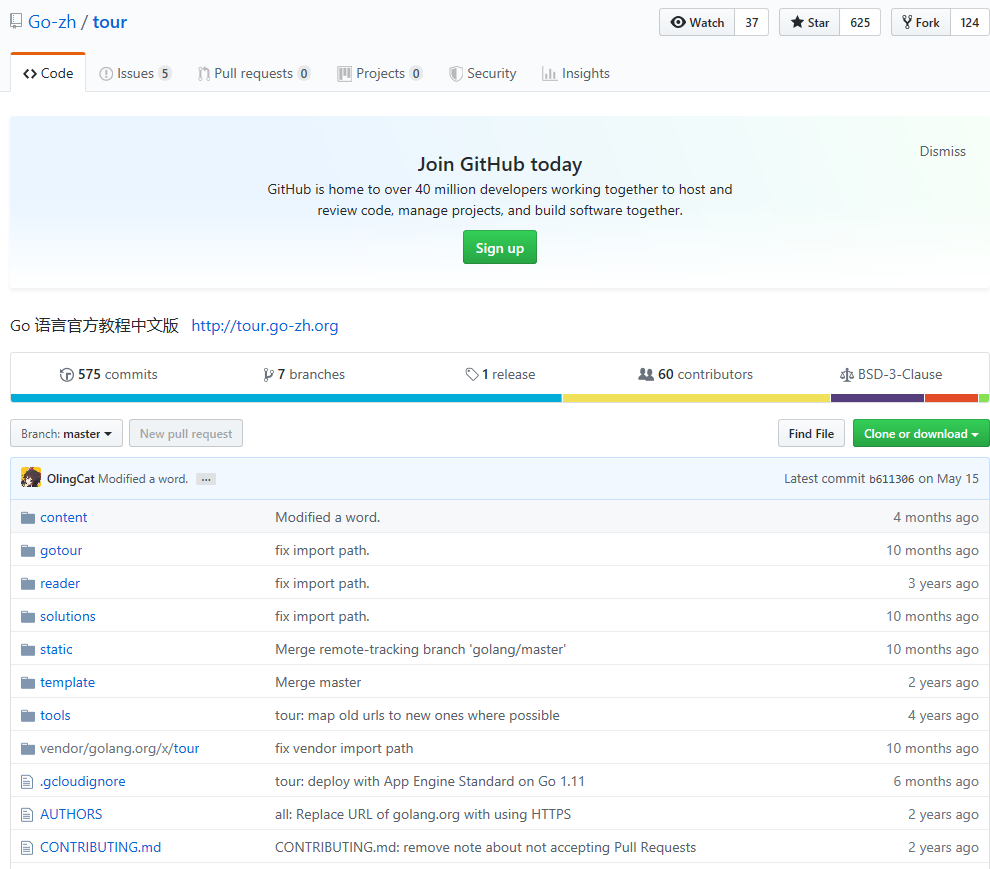 Go-zh / tour Watch 37 Star 625 Fork 124
Code Issues 5 Pull requests 0 Projects 0 Security Insights
Dismiss
Join GitHub today
GitHub is home to over 40 million developers working together to host and
review code, manage projects, and build software together.
Sign up
Go 语言官方教程中文版 http://tour.go-zh.org
575 commits 7 branches 1 release 60 contributors BSD-3-Clause
Branch: master New pull request Find File Clone or download
OlingCat Modified a word. ... Latest commit b611306 on May 15
content Modified a word. 4 months ago
gotour fix import path. 10 months ago
reader fix import path. 3 years ago
solutions fix import path. 10 months ago
static Merge remote-tracking branch 'golang/master' 10 months ago
template Merge master 2 years ago
tools tour: map old urls to new ones where possible 4 years ago
vendor/golang.org/x/tour fix vendor import path 10 months ago
.gcloudignore tour: deploy with App Engine Standard on Go 1.11 6 months ago
AUTHORS all: Replace URL of golang.org with using HTTPS 2 years ago
CONTRIBUTING.md CONTRIBUTING.md: remove note about not accepting Pull Requests 2 years ago